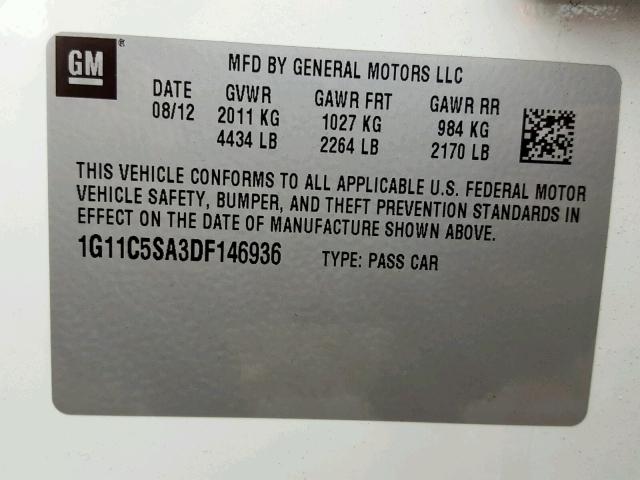 GM ®
MFD BY GENERAL MOTORS LLC
DATE GVWR GAWR FRT GAWR RR
08/12 2011 KG 1027 KG 984 KG
4434 LB 2264 LB 2170 LB
THIS VEHICLE CONFORMS TO ALL APPLICABLE U.S. FEDERAL MOTOR
VEHICLE SAFETY, BUMPER, AND THEFT PREVENTION STANDARDS IN
EFFECT ON THE DATE OF MANUFACTURE SHOWN ABOVE.
1G11C5SA3DF146936 TYPE: PASS CAR